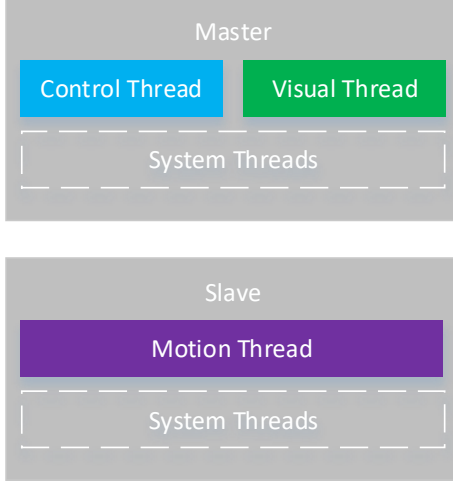 Master
Control Thread
Visual Thread
System Threads
Slave
Motion Thread
System Threads